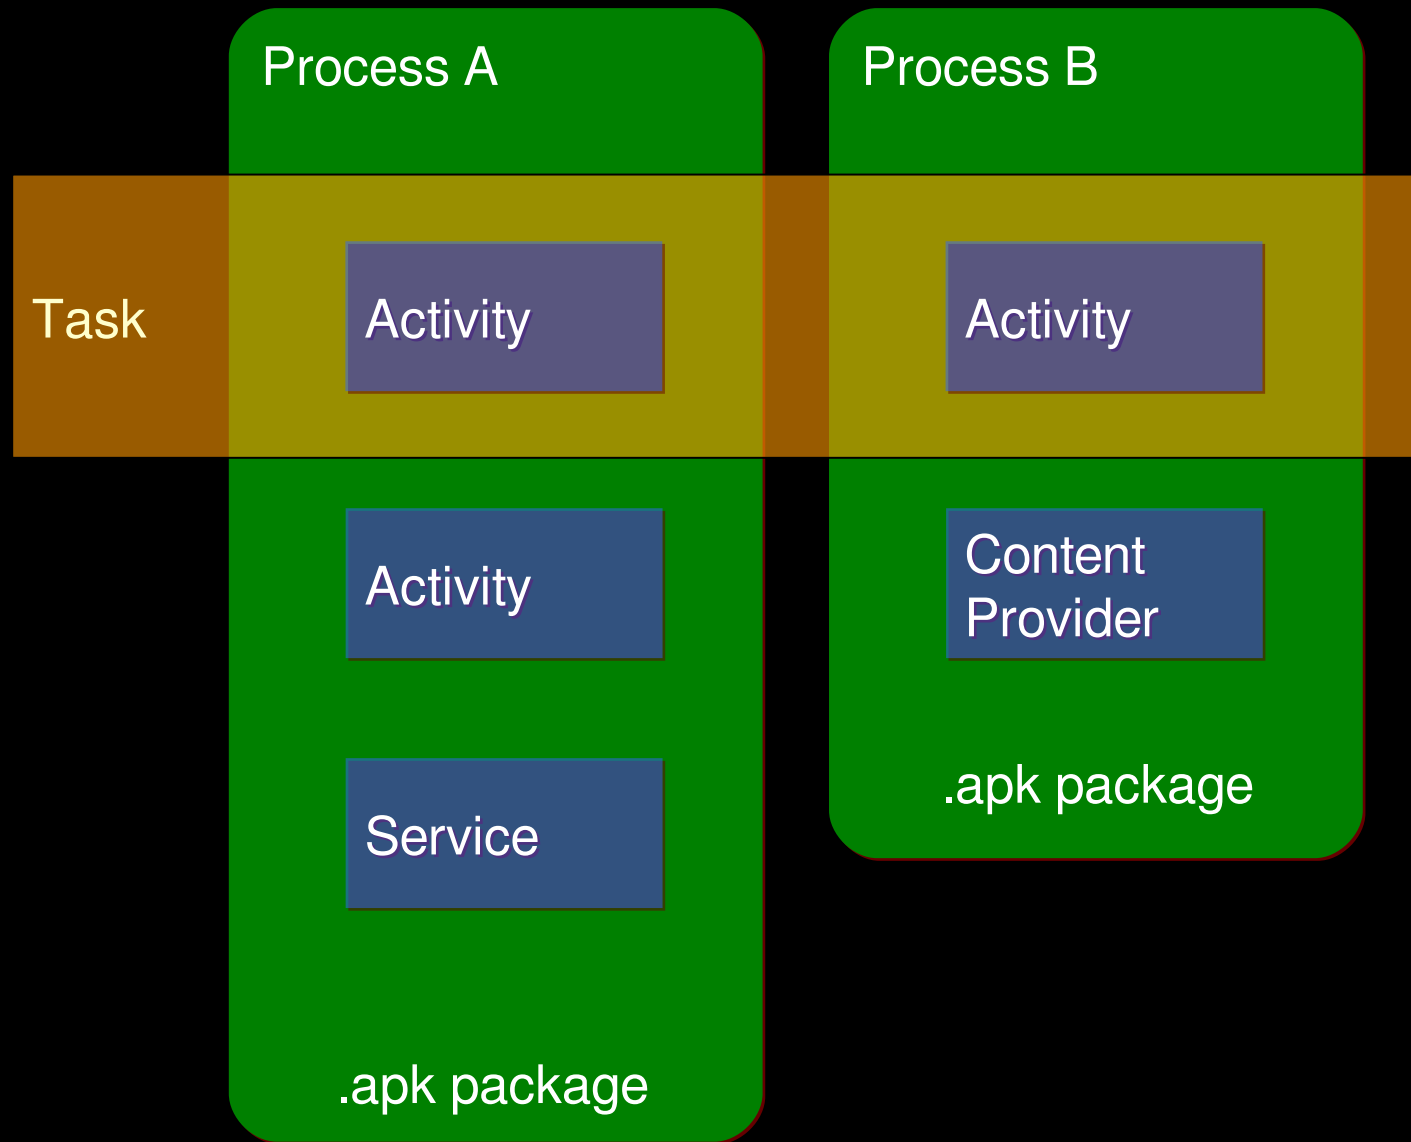 Process A
Process B
Task
Activity
Activity
Activity
Content
Provider
Service
.apk package
.apk package